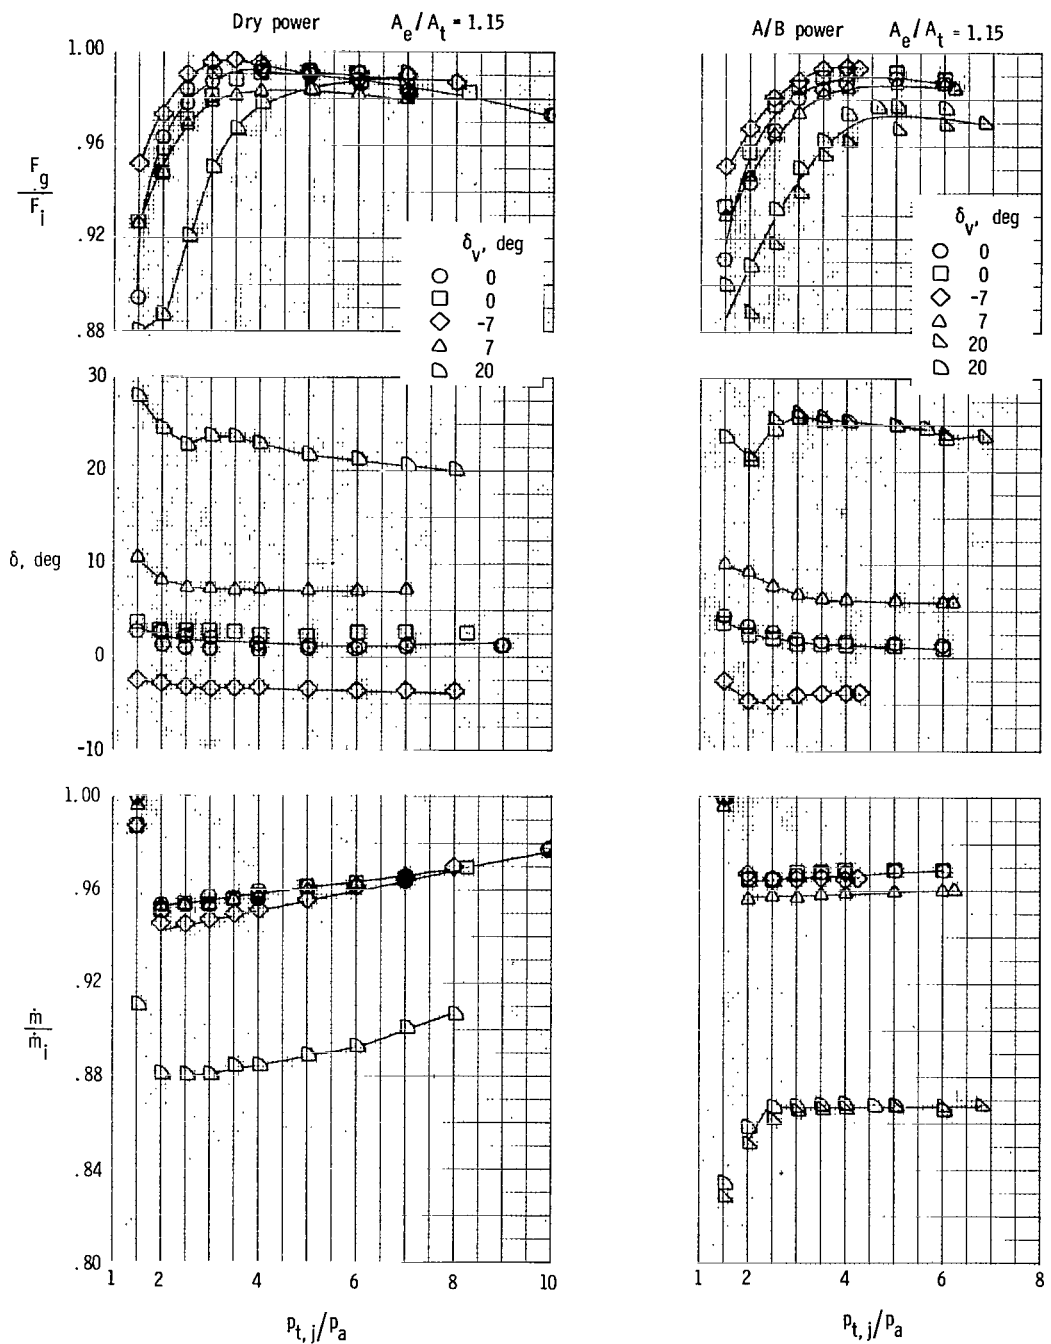 Dry power A_e/A_t = 1.15
A/B power A_e/A_t = 1.15
1.00
.96
F_g
F_i
.92
.88
δ_v, deg
0
0
-7
7
20
δ_v, deg
0
0
-7
7
20
20
30
20
δ, deg
10
0
-10
1.00
.96
.92
ṁ
ṁ_i
.88
.84
.80
1 2 4 6 8 10
1 2 4 6 8
p_t, j/p_a
p_t, j/p_a